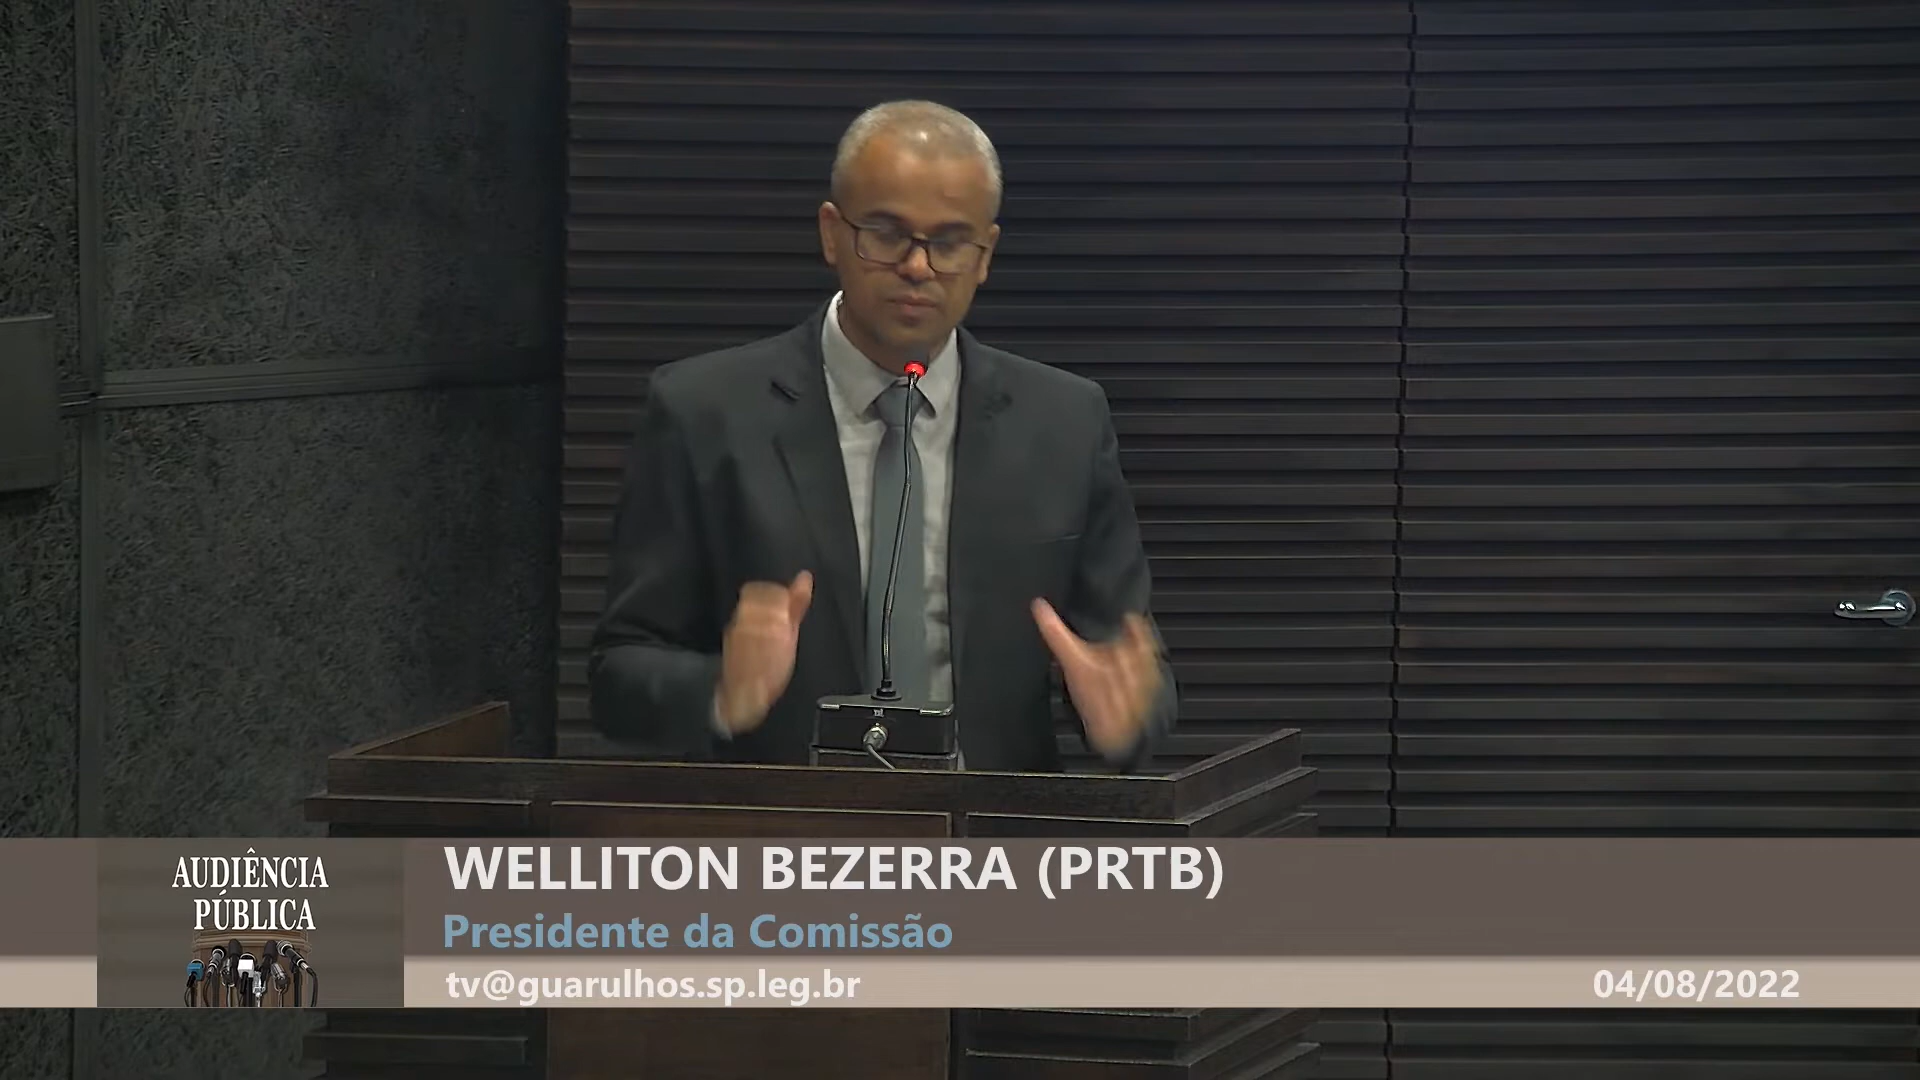 AUDIÊNCIA
PÚBLICA
WELLITON BEZERRA (PRTB)
Presidente da Comissão
tv@guarulhos.sp.leg.br
04/08/2022